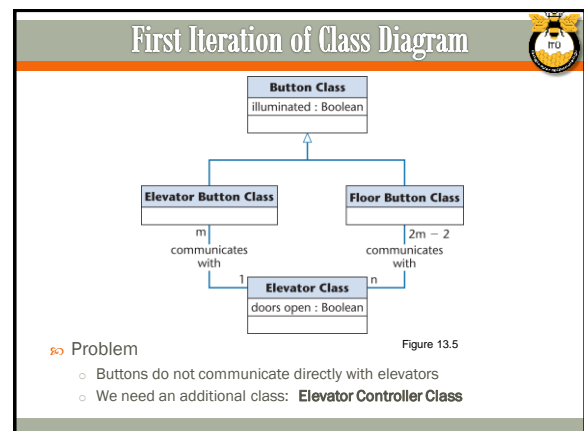 First Iteration of Class Diagram
İTÜ
Button Class
illuminated : Boolean
Elevator Button Class
Floor Button Class
m
2m − 2
communicates
with
communicates
with
1
n
Elevator Class
doors open : Boolean
Figure 13.5
Problem
Buttons do not communicate directly with elevators
We need an additional class: Elevator Controller Class